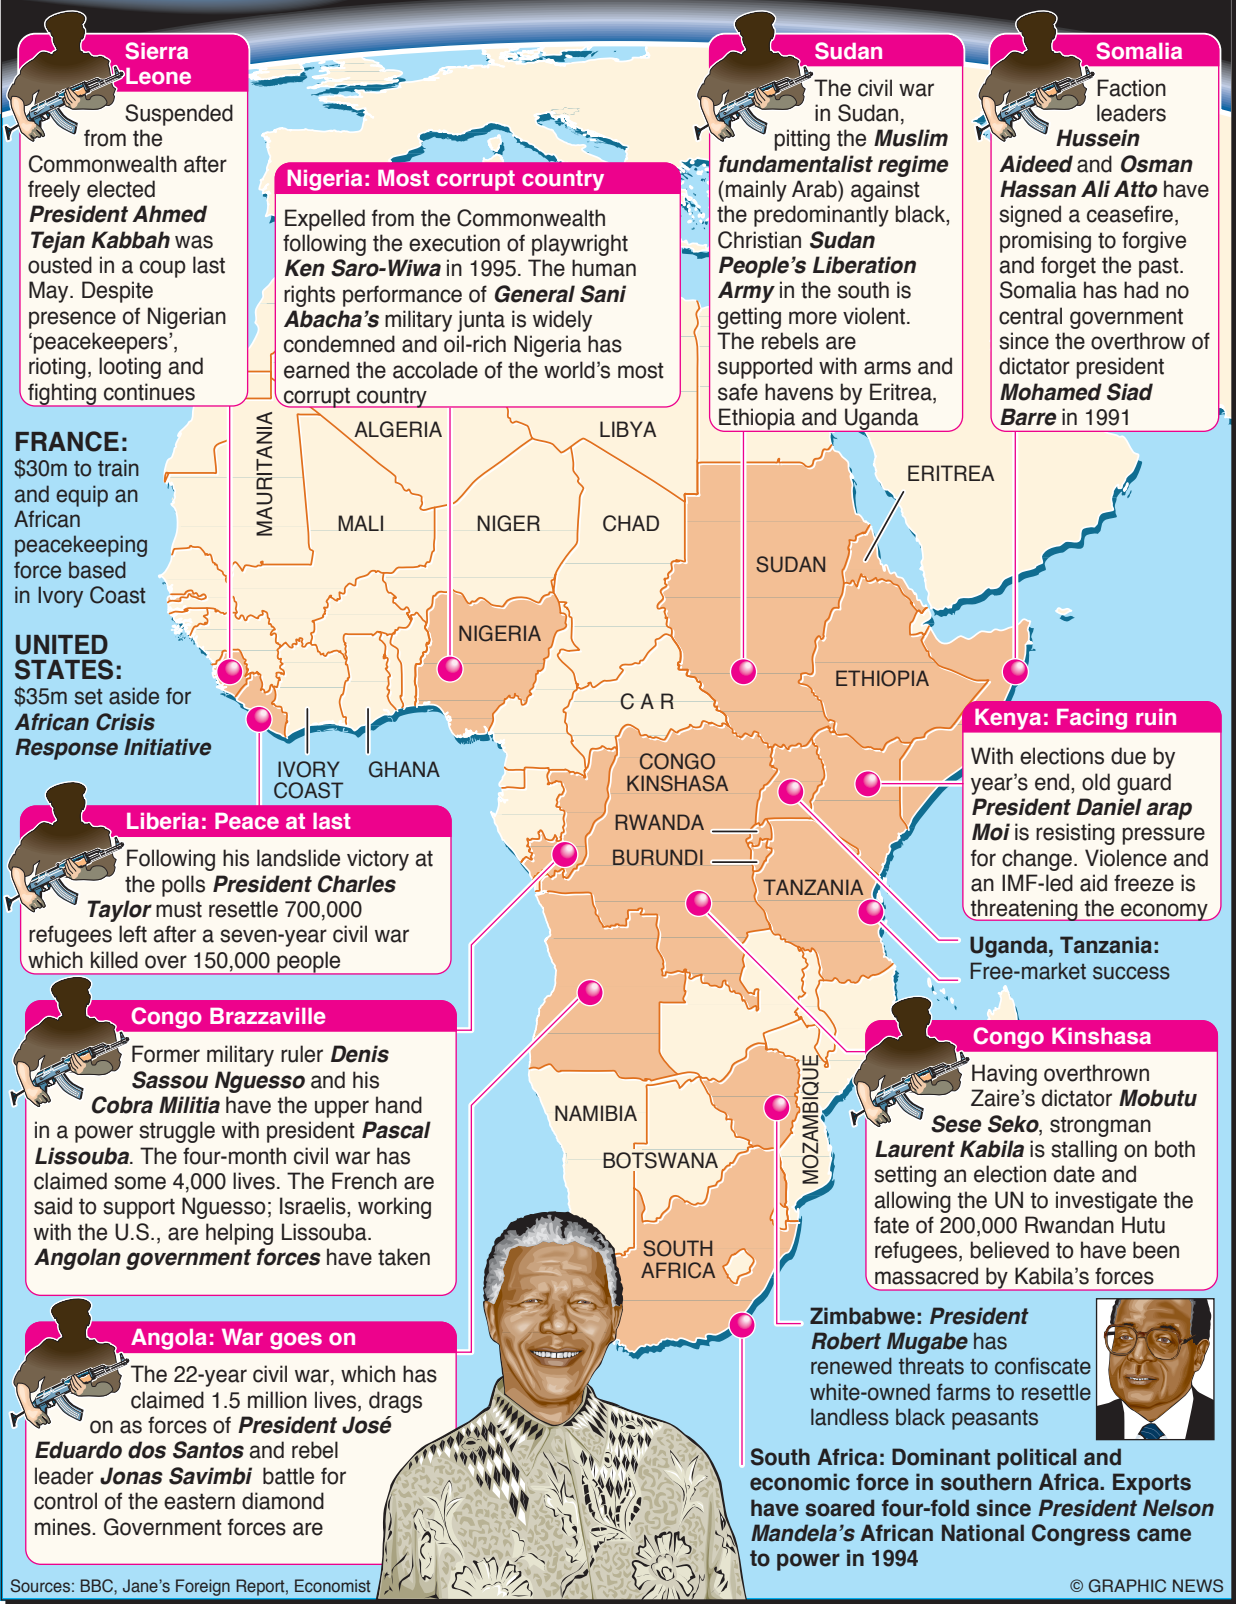 Sierra
Leone
Suspended
from the
Commonwealth after
freely elected
President Ahmed
Tejan Kabbah was
ousted in a coup last
May. Despite
presence of Nigerian
‘peacekeepers’,
rioting, looting and
fighting continues
Nigeria: Most corrupt country
Expelled from the Commonwealth
following the execution of playwright
Ken Saro-Wiwa in 1995. The human
rights performance of General Sani
Abacha’s military junta is widely
condemned and oil-rich Nigeria has
earned the accolade of the world’s most
corrupt country
Sudan
The civil war
in Sudan,
pitting the Muslim
fundamentalist regime
(mainly Arab) against
the predominantly black,
Christian Sudan
People’s Liberation
Army in the south is
getting more violent.
The rebels are
supported with arms and
safe havens by Eritrea,
Ethiopia and Uganda
Somalia
Faction
leaders
Hussein
Aideed and Osman
Hassan Ali Atto have
signed a ceasefire,
promising to forgive
and forget the past.
Somalia has had no
central government
since the overthrow of
dictator president
Mohamed Siad
Barre in 1991
FRANCE:
$30m to train
and equip an
African
peacekeeping
force based
in Ivory Coast
UNITED
STATES:
$35m set aside for
African Crisis
Response Initiative
MAURITANIA
ALGERIA
LIBYA
MALI
NIGER
CHAD
ERITREA
SUDAN
NIGERIA
ETHIOPIA
C A R
IVORY
COAST
GHANA
CONGO
KINSHASA
RWANDA
BURUNDI
TANZANIA
NAMIBIA
BOTSWANA
MOZAMBIQUE
SOUTH
AFRICA
Kenya: Facing ruin
With elections due by
year’s end, old guard
President Daniel arap
Moi is resisting pressure
for change. Violence and
an IMF-led aid freeze is
threatening the economy
Uganda, Tanzania:
Free-market success
Liberia: Peace at last
Following his landslide victory at
the polls President Charles
Taylor must resettle 700,000
refugees left after a seven-year civil war
which killed over 150,000 people
Congo Brazzaville
Former military ruler Denis
Sassou Nguesso and his
Cobra Militia have the upper hand
in a power struggle with president Pascal
Lissouba. The four-month civil war has
claimed some 4,000 lives. The French are
said to support Nguesso; Israelis, working
with the U.S., are helping Lissouba.
Angolan government forces have taken
Congo Kinshasa
Having overthrown
Zaire’s dictator Mobutu
Sese Seko, strongman
Laurent Kabila is stalling on both
setting an election date and
allowing the UN to investigate the
fate of 200,000 Rwandan Hutu
refugees, believed to have been
massacred by Kabila’s forces
Angola: War goes on
The 22-year civil war, which has
claimed 1.5 million lives, drags
on as forces of President José
Eduardo dos Santos and rebel
leader Jonas Savimbi battle for
control of the eastern diamond
mines. Government forces are
Zimbabwe: President
Robert Mugabe has
renewed threats to confiscate
white-owned farms to resettle
landless black peasants
South Africa: Dominant political and
economic force in southern Africa. Exports
have soared four-fold since President Nelson
Mandela’s African National Congress came
to power in 1994
Sources: BBC, Jane’s Foreign Report, Economist
© GRAPHIC NEWS